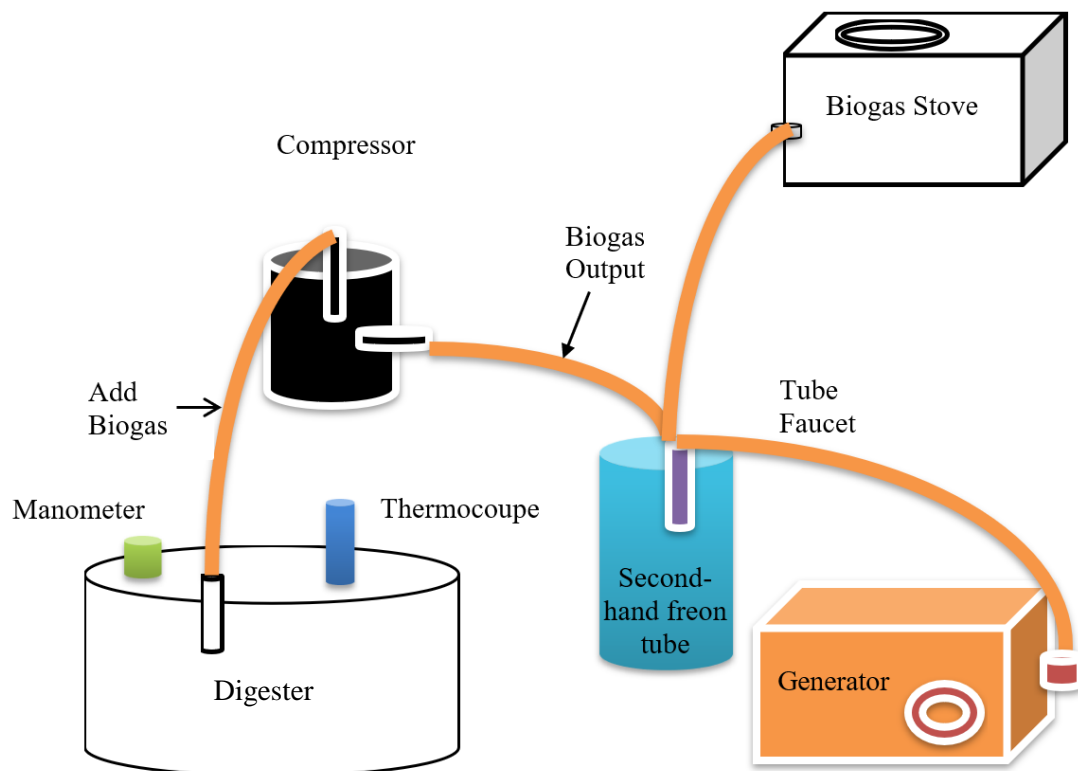 Biogas Stove
Compressor
Biogas
Output
Add
Biogas
Tube
Faucet
Manometer
Thermocoupe
Second-
hand freon
tube
Digester
Generator